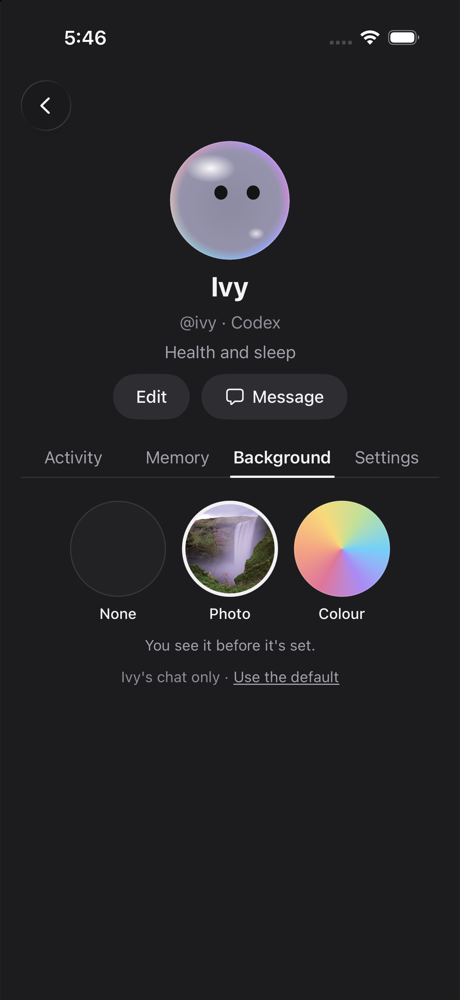 5:46
Ivy
@ivy · Codex
Health and sleep
Edit Message
Activity Memory Background Settings
None Photo Colour
You see it before it's set.
Ivy's chat only · Use the default